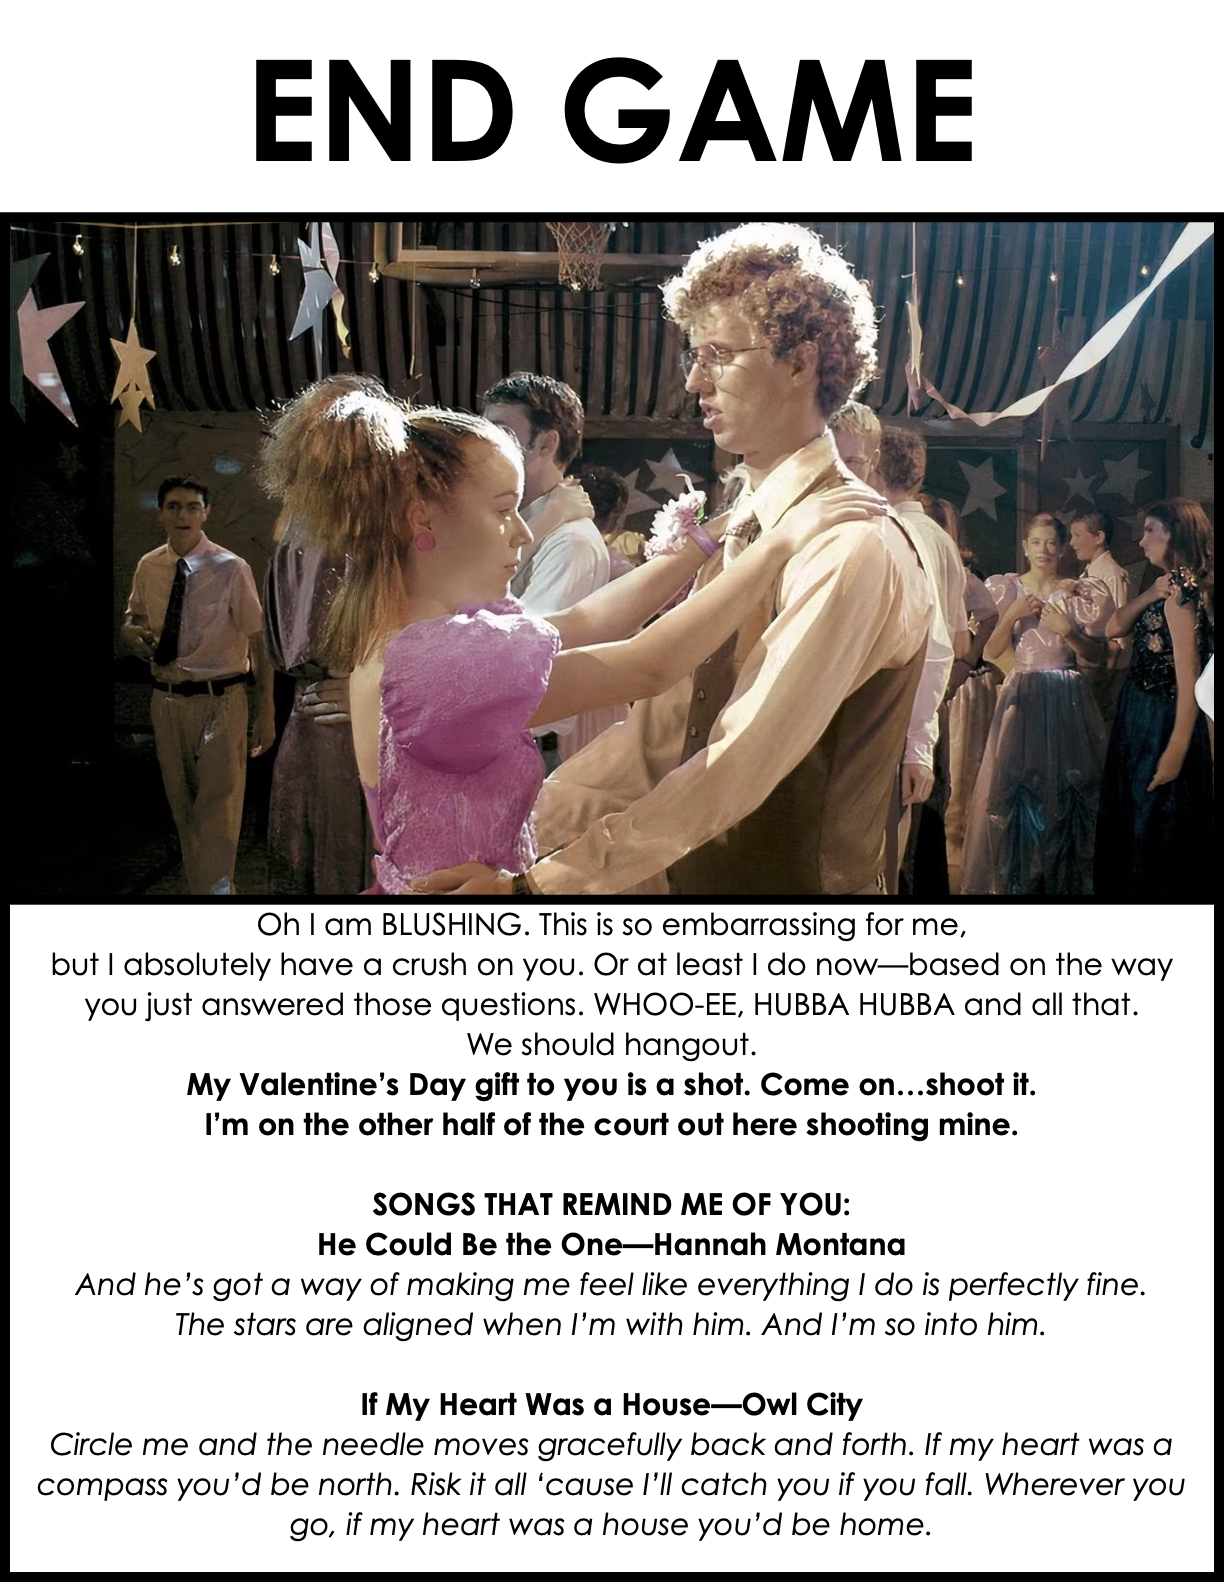 END GAME
Oh I am BLUSHING. This is so embarrassing for me,
but I absolutely have a crush on you. Or at least I do now—based on the way
you just answered those questions. WHOO-EE, HUBBA HUBBA and all that.
We should hangout.
My Valentine’s Day gift to you is a shot. Come on…shoot it.
I’m on the other half of the court out here shooting mine.
SONGS THAT REMIND ME OF YOU:
He Could Be the One—Hannah Montana
And he’s got a way of making me feel like everything I do is perfectly fine.
The stars are aligned when I’m with him. And I’m so into him.
If My Heart Was a House—Owl City
Circle me and the needle moves gracefully back and forth. If my heart was a
compass you’d be north. Risk it all ‘cause I’ll catch you if you fall. Wherever you
go, if my heart was a house you’d be home.